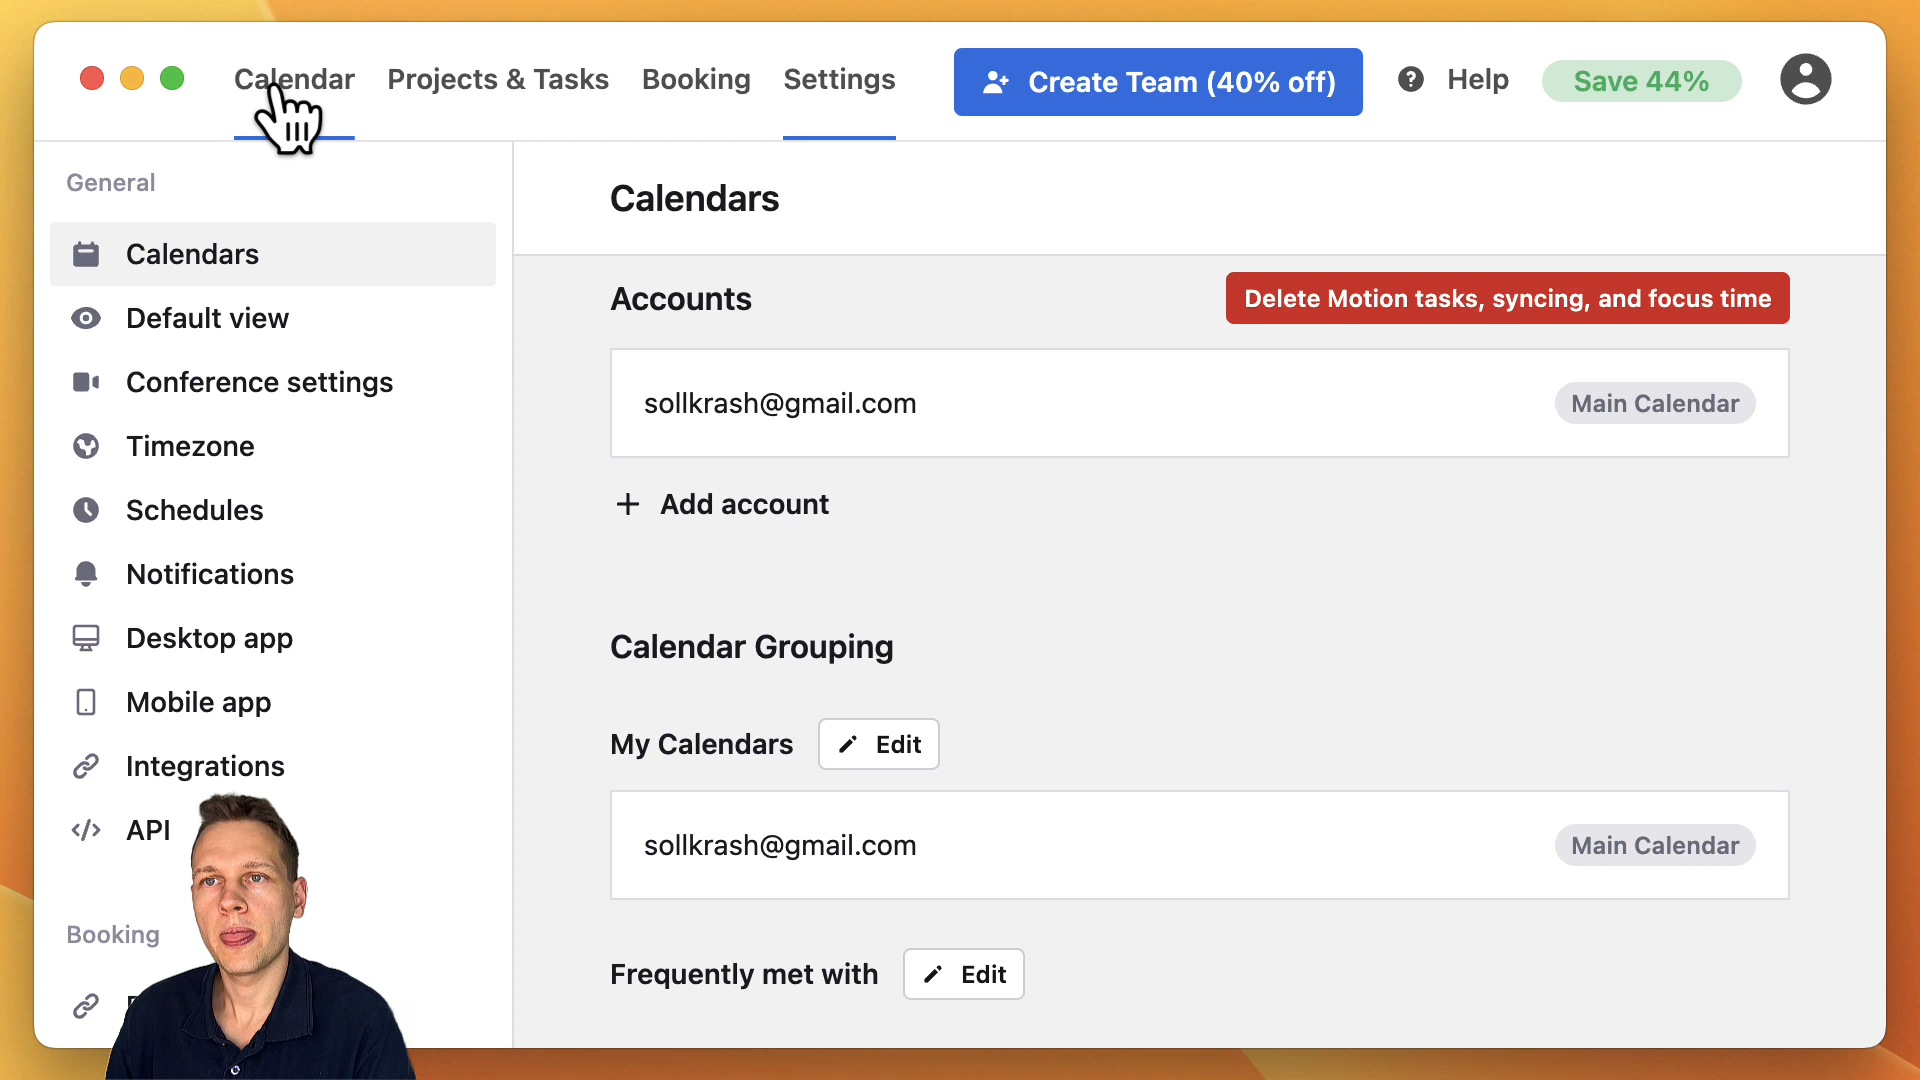 Calendar
Projects & Tasks
Booking
Settings
Create Team (40% off)
Help
Save 44%
General
Calendars
Default view
Conference settings
Timezone
Schedules
Notifications
Desktop app
Mobile app
Integrations
API
Booking
Calendars
Accounts
Delete Motion tasks, syncing, and focus time
sollkrash@gmail.com
Main Calendar
Add account
Calendar Grouping
My Calendars
Edit
sollkrash@gmail.com
Main Calendar
Frequently met with
Edit